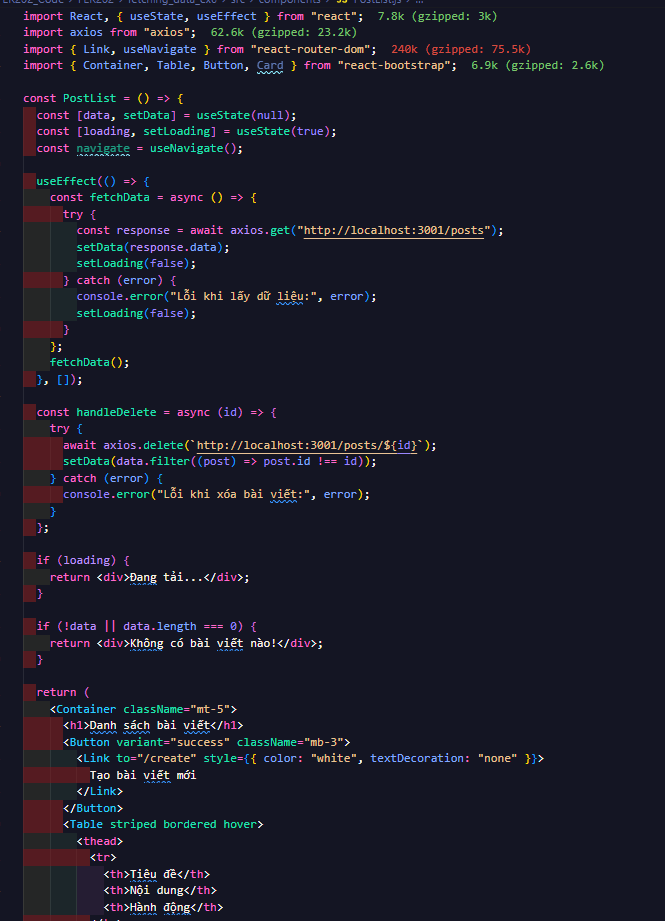 import React, { useState, useEffect } from "react";  7.8k (gzipped: 3k)
import axios from "axios";  62.6k (gzipped: 23.2k)
import { Link, useNavigate } from "react-router-dom";  240k (gzipped: 75.5k)
import { Container, Table, Button, Card } from "react-bootstrap";  6.9k (gzipped: 2.6k)

const PostList = () => {
  const [data, setData] = useState(null);
  const [loading, setLoading] = useState(true);
  const navigate = useNavigate();

  useEffect(() => {
    const fetchData = async () => {
      try {
        const response = await axios.get("http://localhost:3001/posts");
        setData(response.data);
        setLoading(false);
      } catch (error) {
        console.error("Lỗi khi lấy dữ liệu:", error);
        setLoading(false);
      }
    };
    fetchData();
  }, []);

  const handleDelete = async (id) => {
    try {
      await axios.delete(`http://localhost:3001/posts/${id}`);
      setData(data.filter((post) => post.id !== id));
    } catch (error) {
      console.error("Lỗi khi xóa bài viết:", error);
    }
  };

  if (loading) {
    return <div>Đang tải...</div>;
  }

  if (!data || data.length === 0) {
    return <div>Không có bài viết nào!</div>;
  }

  return (
    <Container className="mt-5">
      <h1>Danh sách bài viết</h1>
      <Button variant="success" className="mb-3">
        <Link to="/create" style={{ color: "white", textDecoration: "none" }}>
          Tạo bài viết mới
        </Link>
      </Button>
      <Table striped bordered hover>
        <thead>
          <tr>
            <th>Tiêu đề</th>
            <th>Nội dung</th>
            <th>Hành động</th>